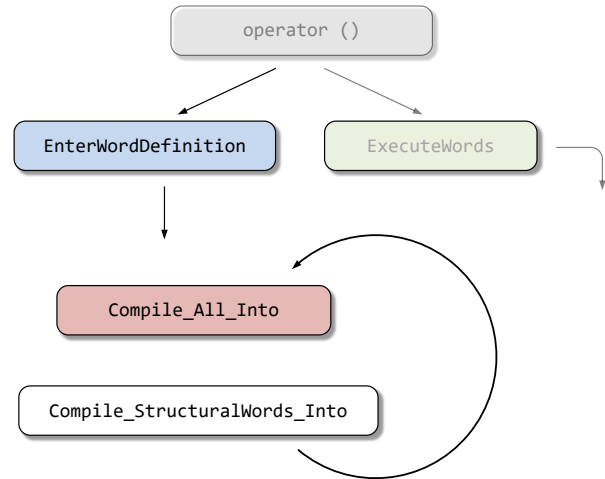 operator ()
EnterWordDefinition
ExecuteWords
Compile_All_Into
Compile_StructuralWords_Into